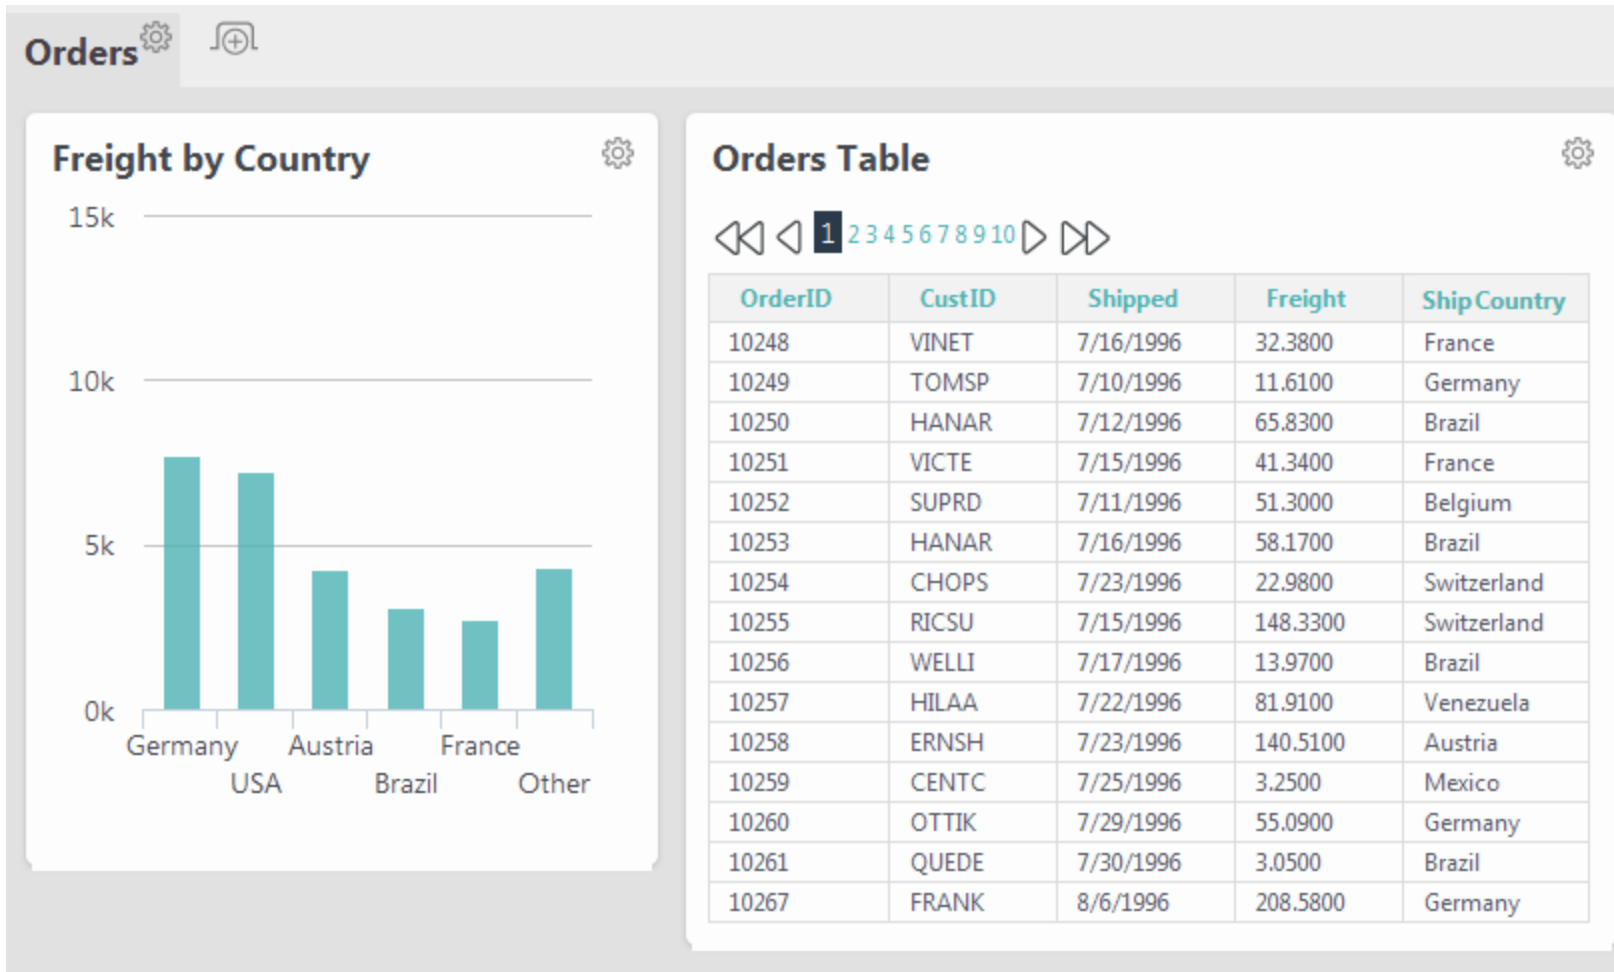 Orders
Freight by Country
15k
10k
5k
0k
Germany Austria France
USA Brazil Other
Orders Table
1 2 3 4 5 6 7 8 9 10
OrderID CustID Shipped Freight ShipCountry
10248 VINET 7/16/1996 32.3800 France
10249 TOMSP 7/10/1996 11.6100 Germany
10250 HANAR 7/12/1996 65.8300 Brazil
10251 VICTE 7/15/1996 41.3400 France
10252 SUPRD 7/11/1996 51.3000 Belgium
10253 HANAR 7/16/1996 58.1700 Brazil
10254 CHOPS 7/23/1996 22.9800 Switzerland
10255 RICSU 7/15/1996 148.3300 Switzerland
10256 WELLI 7/17/1996 13.9700 Brazil
10257 HILAA 7/22/1996 81.9100 Venezuela
10258 ERNSH 7/23/1996 140.5100 Austria
10259 CENTC 7/25/1996 3.2500 Mexico
10260 OTTIK 7/29/1996 55.0900 Germany
10261 QUEDE 7/30/1996 3.0500 Brazil
10267 FRANK 8/6/1996 208.5800 Germany